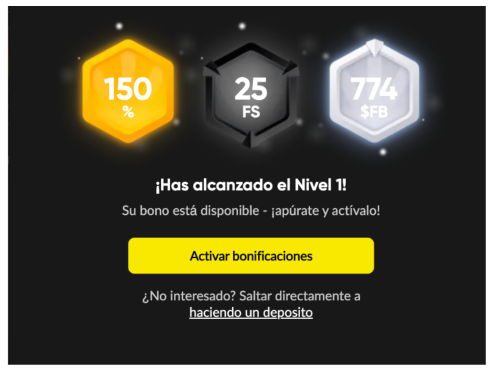 150
%
25
FS
774
$FB
¡Has alcanzado el Nivel 1!
Su bono está disponible - ¡apúrate y actívalo!
Activar bonificaciones
¿No interesado? Saltar directamente a
haciendo un deposito